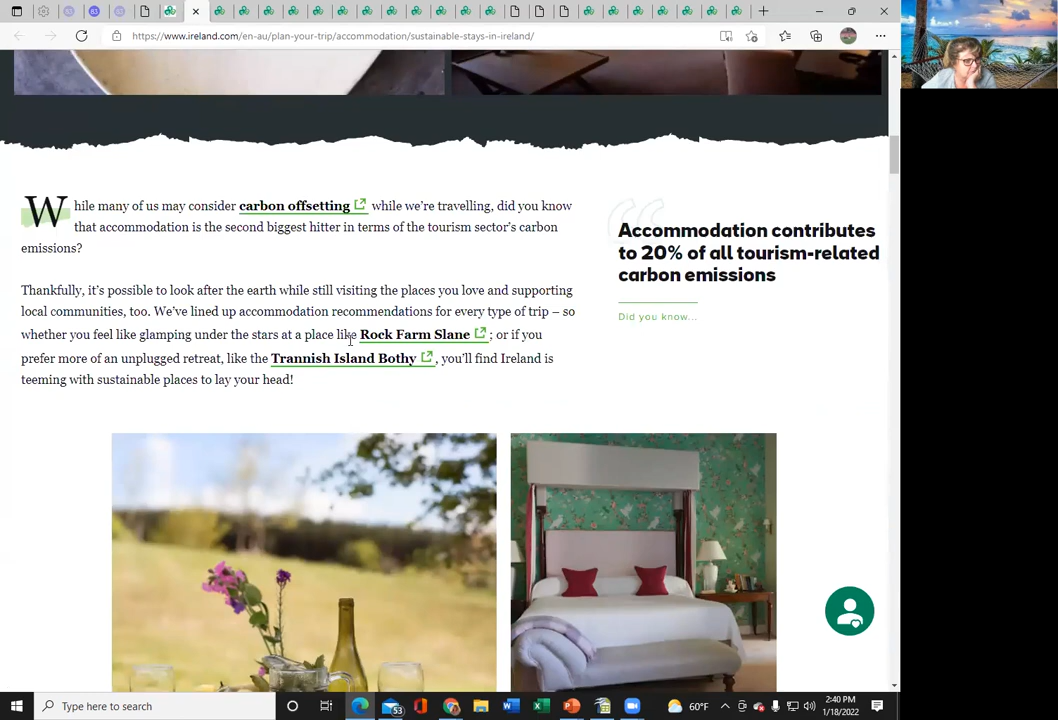 https://www.ireland.com/en-au/plan-your-trip/accommodation/sustainable-stays-in-ireland/
While many of us may consider carbon offsetting while we're travelling, did you know
that accommodation is the second biggest hitter in terms of the tourism sector's carbon
emissions?
Thankfully, it's possible to look after the earth while still visiting the places you love and supporting
local communities, too. We've lined up accommodation recommendations for every type of trip – so
whether you feel like glamping under the stars at a place like Rock Farm Slane ; or if you
prefer more of an unplugged retreat, like the Trannish Island Bothy , you'll find Ireland is
teeming with sustainable places to lay your head!
Accommodation contributes
to 20% of all tourism-related
carbon emissions
Did you know...
Type here to search
53
60°F
2:40 PM
1/18/2022